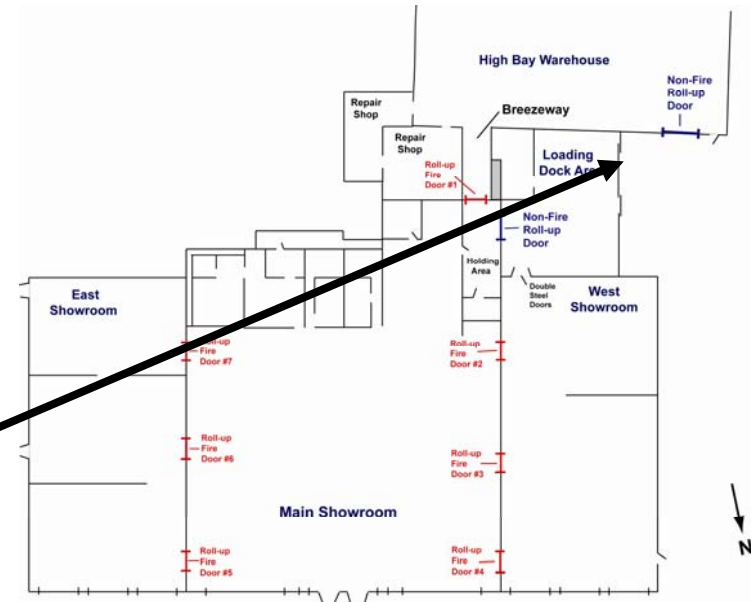 High Bay Warehouse
Non-Fire
Roll-up
Door
Repair
Shop
Breezeway
Repair
Shop
Loading
Dock Area
Roll-up
Fire
Door #1
Non-Fire
Roll-up
Door
Holding
Area
Double
Steel
Doors
East
Showroom
West
Showroom
Roll-up
Fire
Door #7
Roll-up
Fire
Door #2
Roll-up
Fire
Door #6
Roll-up
Fire
Door #3
Main Showroom
Roll-up
Fire
Door #5
Roll-up
Fire
Door #4
N